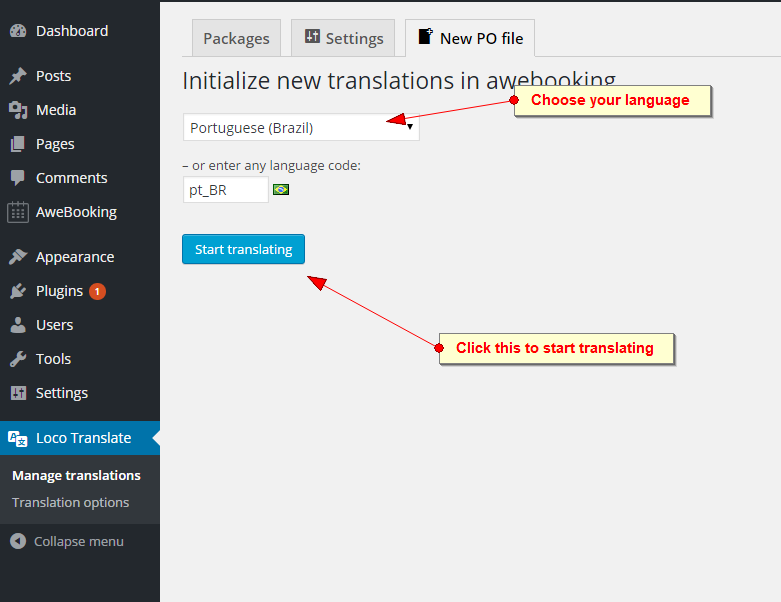 Dashboard
Posts
Media
Pages
Comments
AweBooking
Appearance
Plugins 1
Users
Tools
Settings
Loco Translate
Manage translations
Translation options
Collapse menu
Packages
Settings
New PO file
Initialize new translations in awebooking
Choose your language
Portuguese (Brazil)
– or enter any language code:
pt_BR
Start translating
Click this to start translating